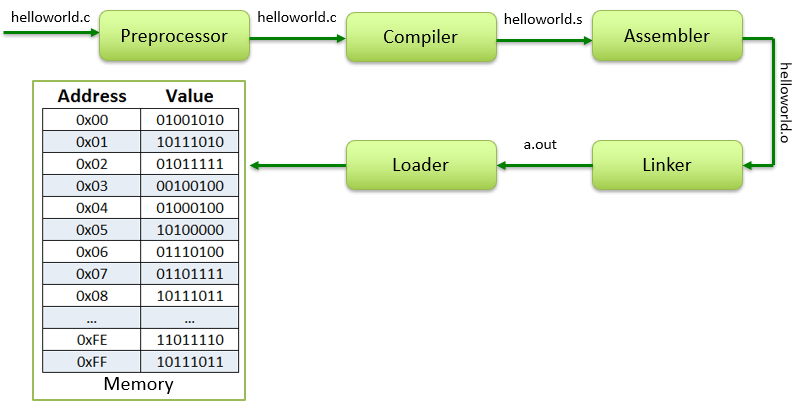 helloworld.c
Preprocessor
helloworld.c
Compiler
helloworld.s
Assembler
helloworld.o
Linker
a.out
Loader
Address Value
0x00 01001010
0x01 10111010
0x02 01011111
0x03 00100100
0x04 01000100
0x05 10100000
0x06 01110100
0x07 01101111
0x08 10111011
... ...
0xFE 11011110
0xFF 10111011
Memory